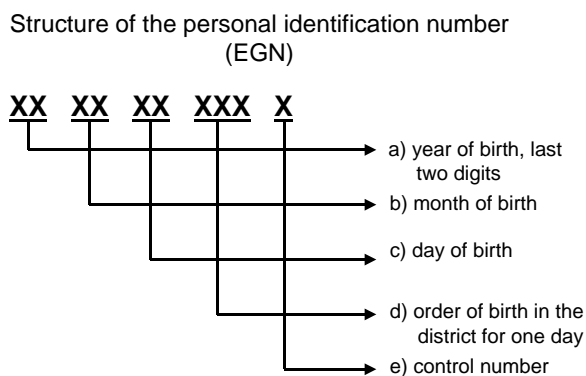 Structure of the personal identification number
(EGN)
XX XX XX XXX X
a) year of birth, last
two digits
b) month of birth
c) day of birth
d) order of birth in the
district for one day
e) control number